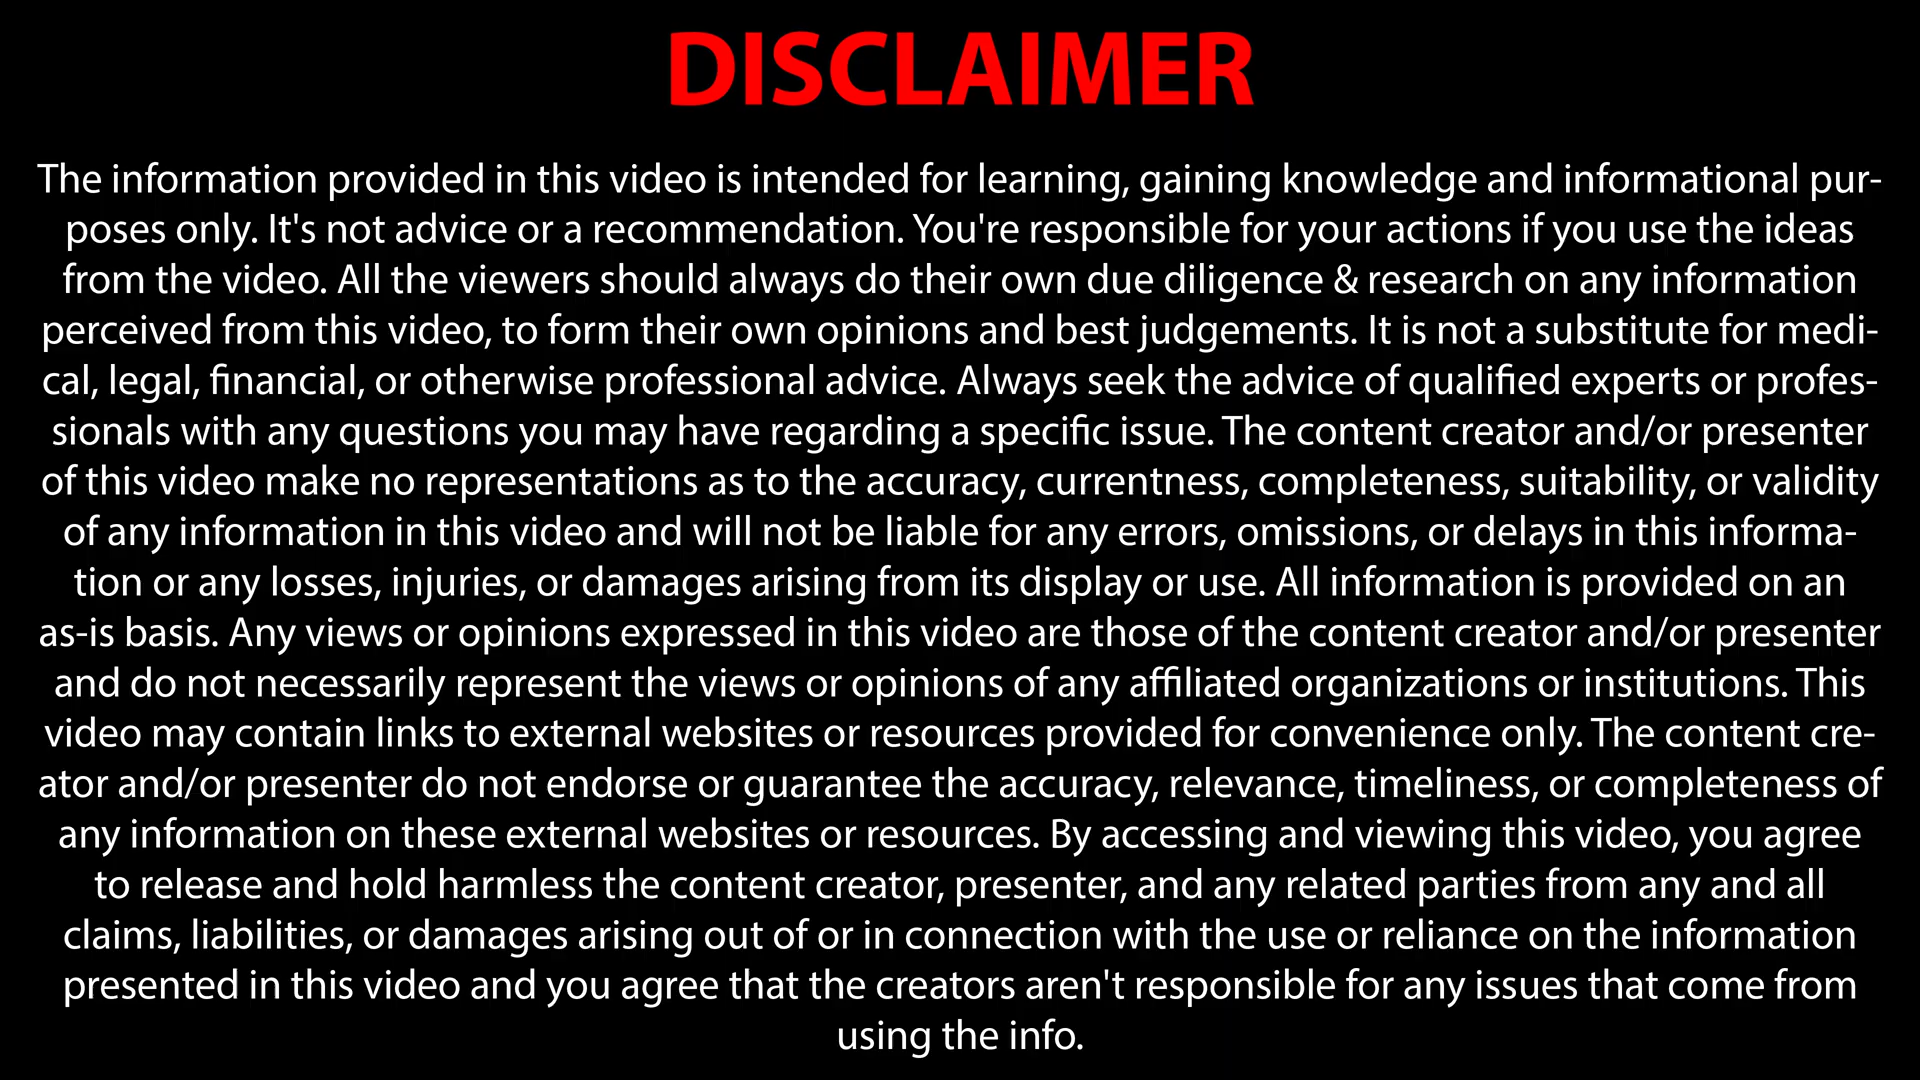 DISCLAIMER
The information provided in this video is intended for learning, gaining knowledge and informational pur-
poses only. It's not advice or a recommendation. You're responsible for your actions if you use the ideas
from the video. All the viewers should always do their own due diligence & research on any information
perceived from this video, to form their own opinions and best judgements. It is not a substitute for medi-
cal, legal, financial, or otherwise professional advice. Always seek the advice of qualified experts or profes-
sionals with any questions you may have regarding a specific issue. The content creator and/or presenter
of this video make no representations as to the accuracy, currentness, completeness, suitability, or validity
of any information in this video and will not be liable for any errors, omissions, or delays in this informa-
tion or any losses, injuries, or damages arising from its display or use. All information is provided on an
as-is basis. Any views or opinions expressed in this video are those of the content creator and/or presenter
and do not necessarily represent the views or opinions of any affiliated organizations or institutions. This
video may contain links to external websites or resources provided for convenience only. The content cre-
ator and/or presenter do not endorse or guarantee the accuracy, relevance, timeliness, or completeness of
any information on these external websites or resources. By accessing and viewing this video, you agree
to release and hold harmless the content creator, presenter, and any related parties from any and all
claims, liabilities, or damages arising out of or in connection with the use or reliance on the information
presented in this video and you agree that the creators aren't responsible for any issues that come from
using the info.